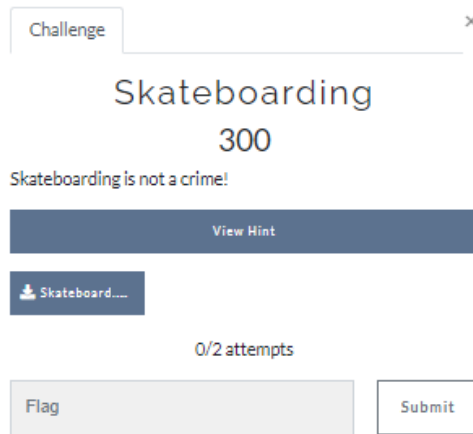 Challenge
×
Skateboarding
300
Skateboarding is not a crime!
View Hint
Skateboard.....
0/2 attempts
Flag
Submit